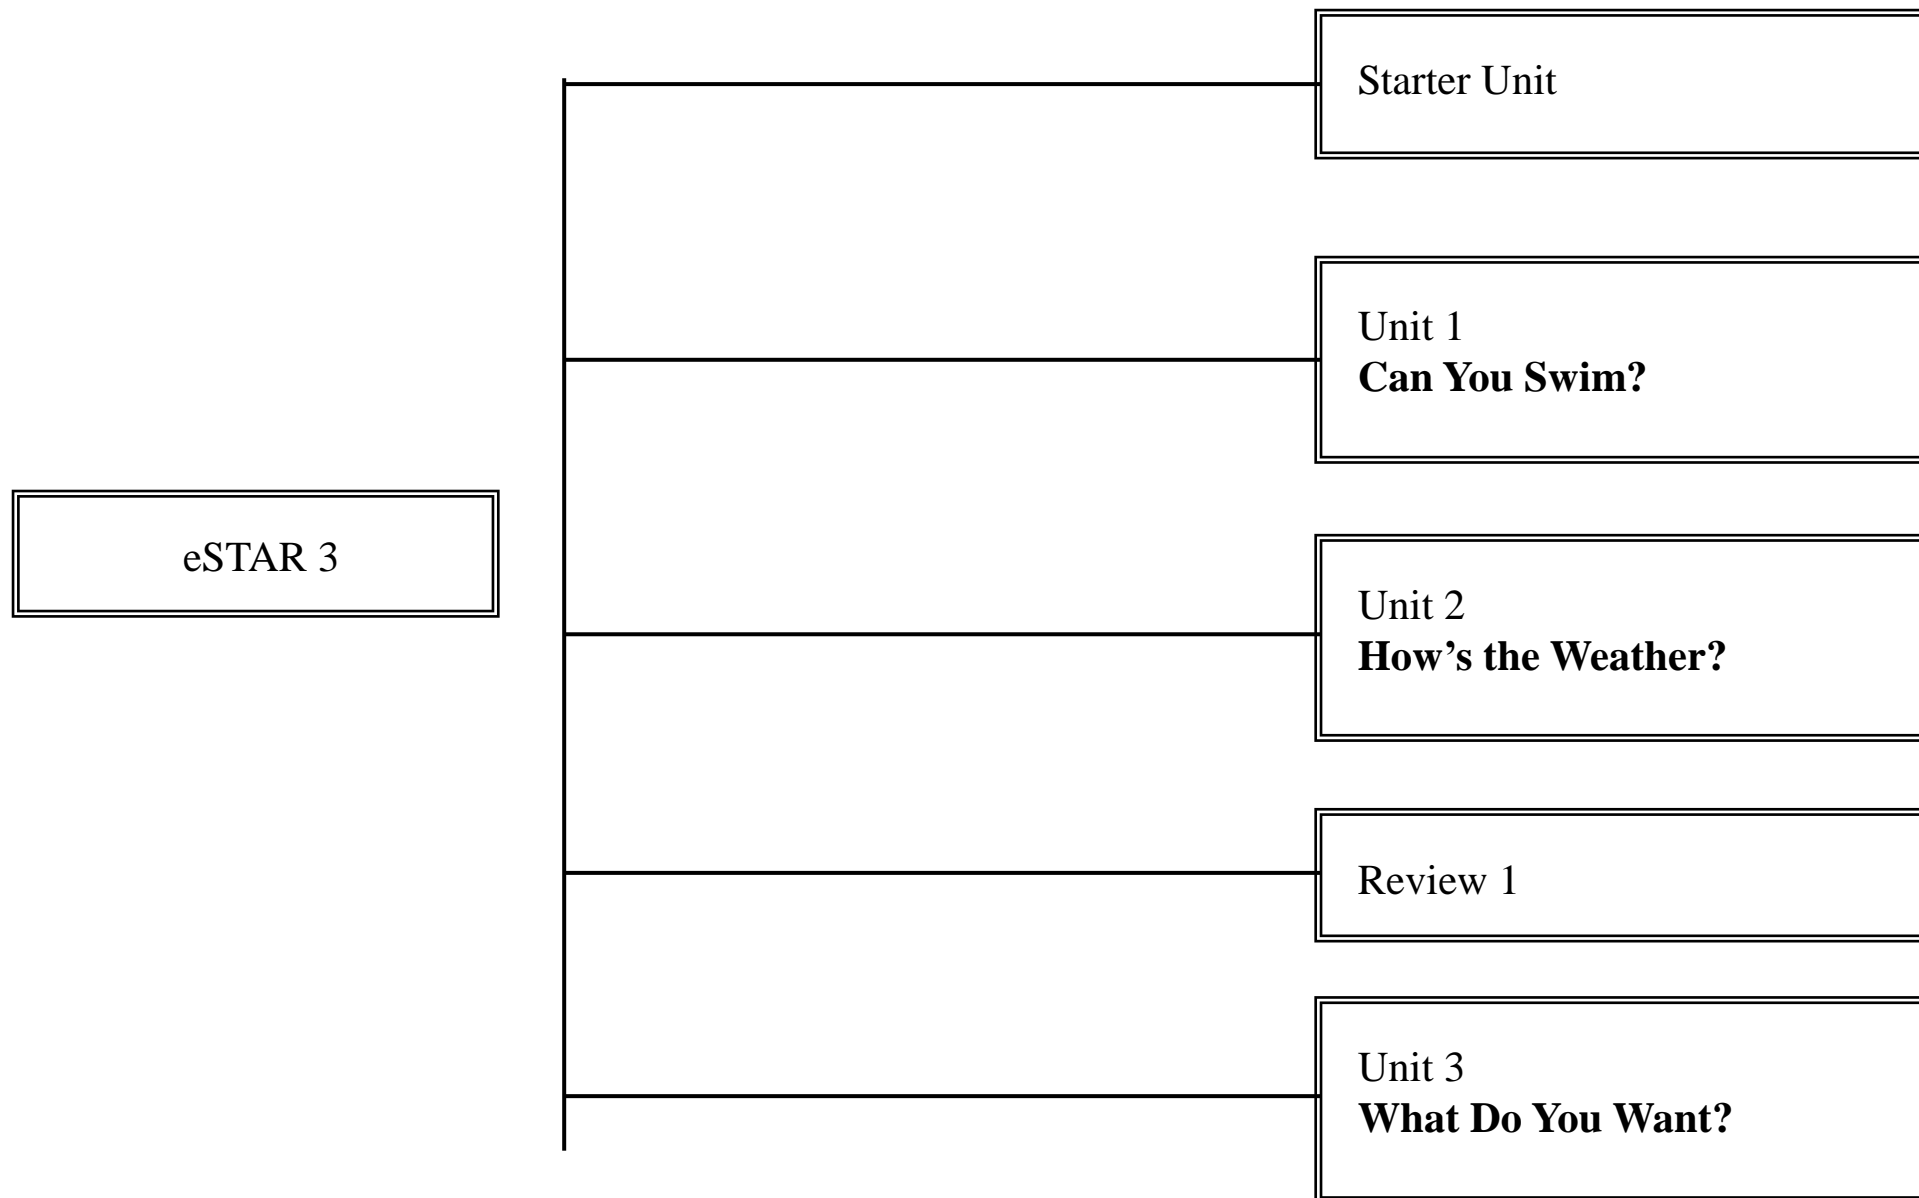 Starter Unit
Unit 1
Can You Swim?
eSTAR 3
Unit 2
How’s the Weather?
Review 1
Unit 3
What Do You Want?